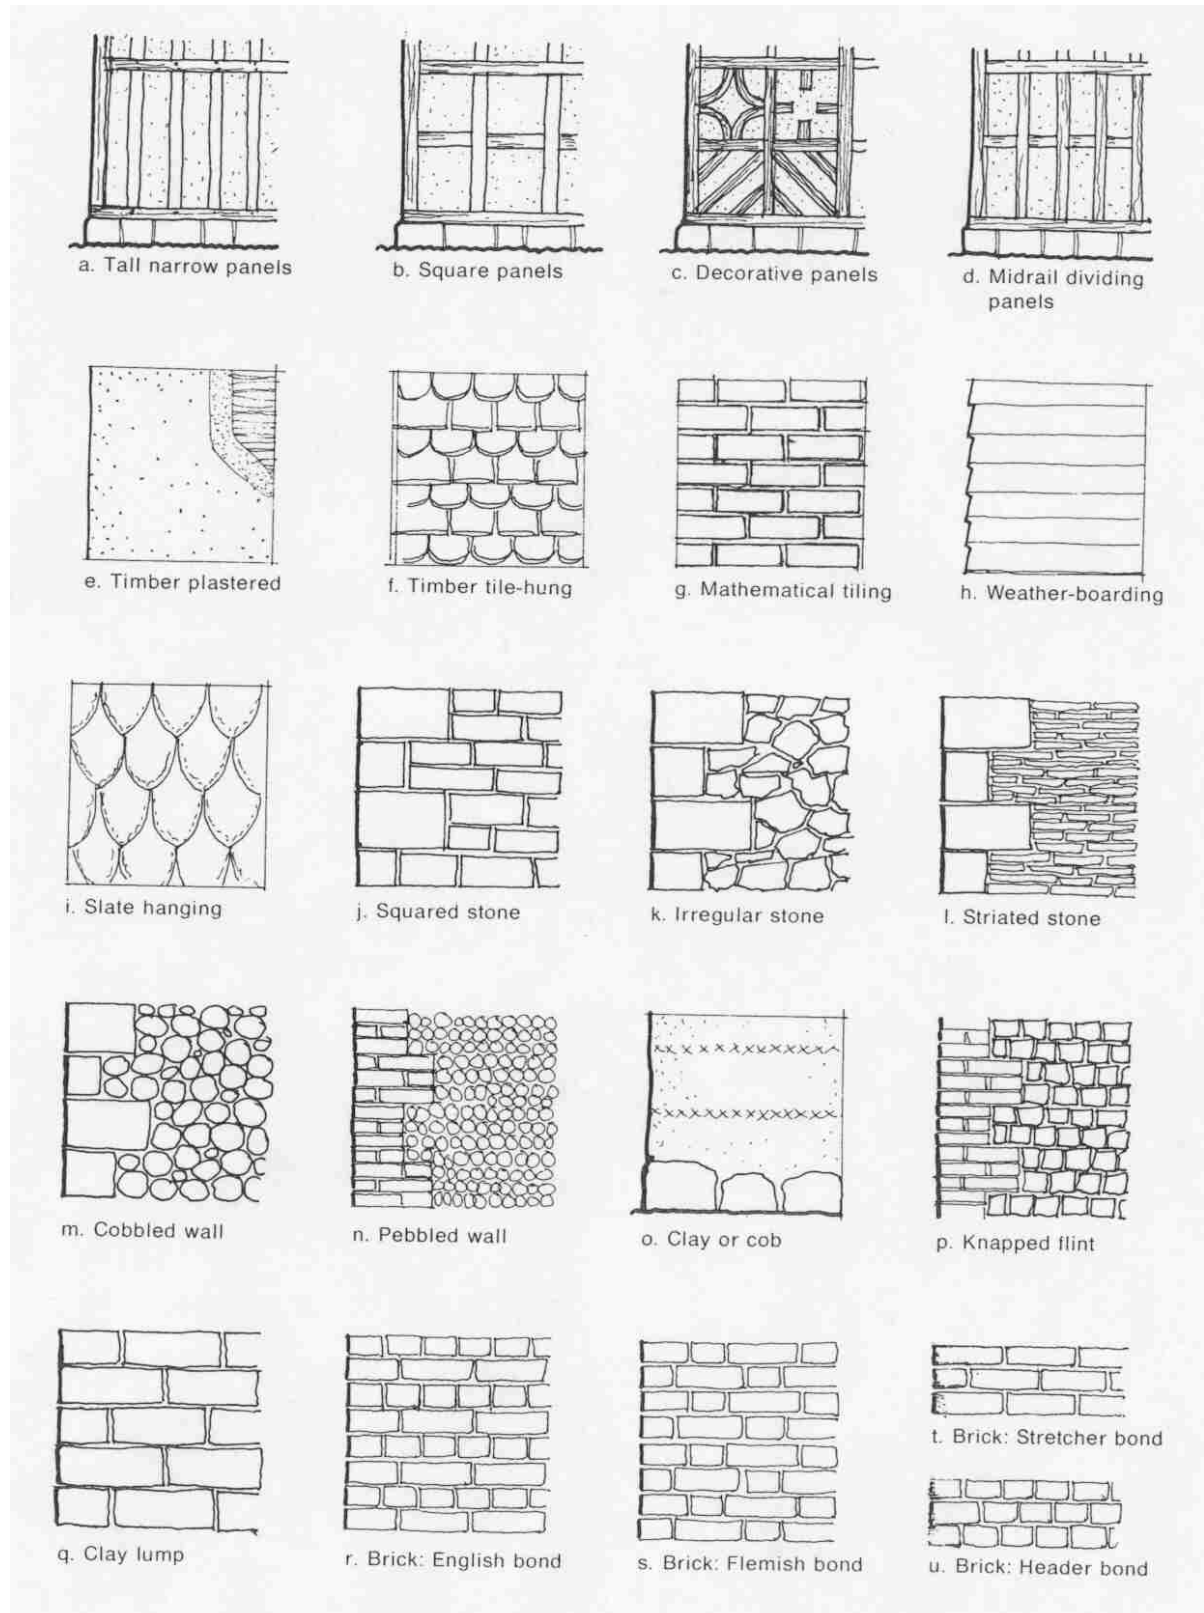 a. Tall narrow panels
b. Square panels
c. Decorative panels
d. Midrail dividing
panels
e. Timber plastered
f. Timber tile-hung
g. Mathematical tiling
h. Weather-boarding
i. Slate hanging
j. Squared stone
k. Irregular stone
l. Striated stone
m. Cobbled wall
n. Pebbled wall
o. Clay or cob
p. Knapped flint
q. Clay lump
r. Brick: English bond
s. Brick: Flemish bond
t. Brick: Stretcher bond
u. Brick: Header bond